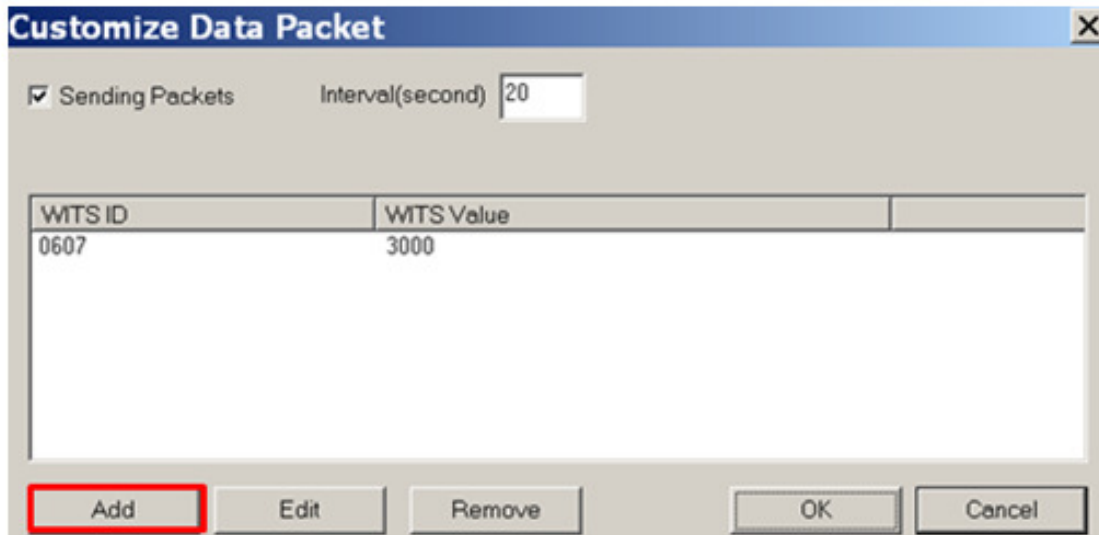 Customize Data Packet
Sending Packets Interval(second) 20
WITS ID WITS Value
0607 3000
Add Edit Remove OK Cancel